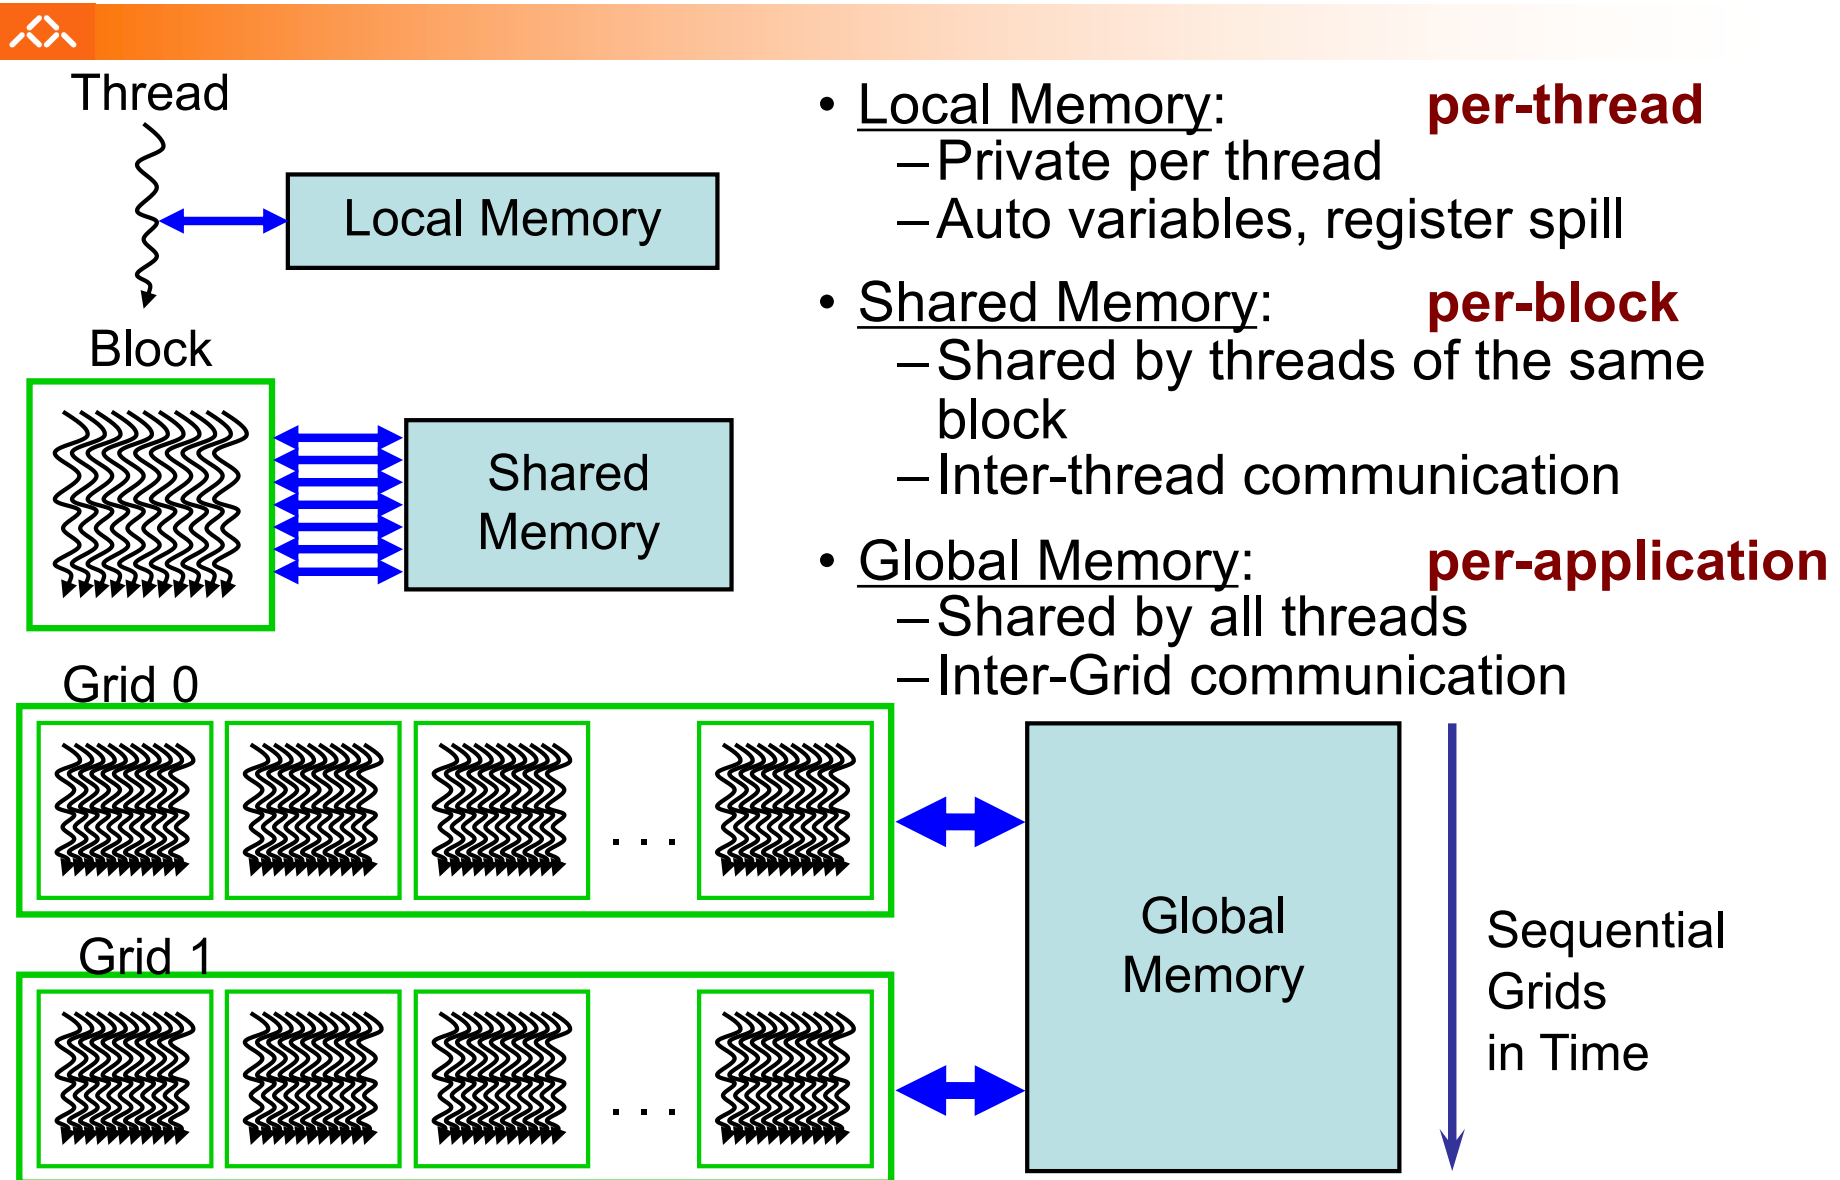 Thread
Local Memory
Block
Shared
Memory
• Local Memory: per-thread
–Private per thread
–Auto variables, register spill
• Shared Memory: per-block
–Shared by threads of the same
block
–Inter-thread communication
• Global Memory: per-application
–Shared by all threads
–Inter-Grid communication
Grid 0
. . .
Grid 1
. . .
Global
Memory
Sequential
Grids
in Time